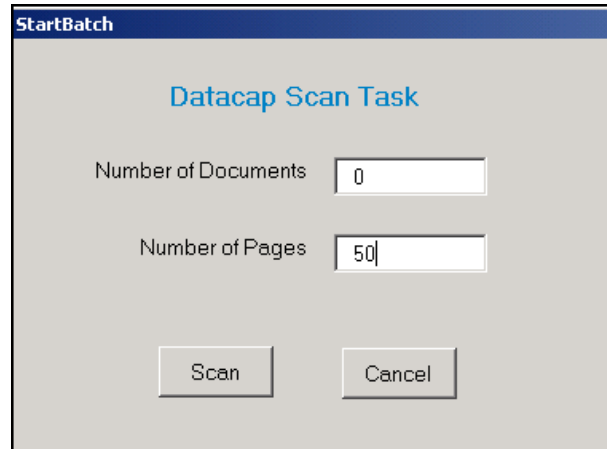 StartBatch
Datacap Scan Task
Number of Documents 0
Number of Pages 50
Scan Cancel